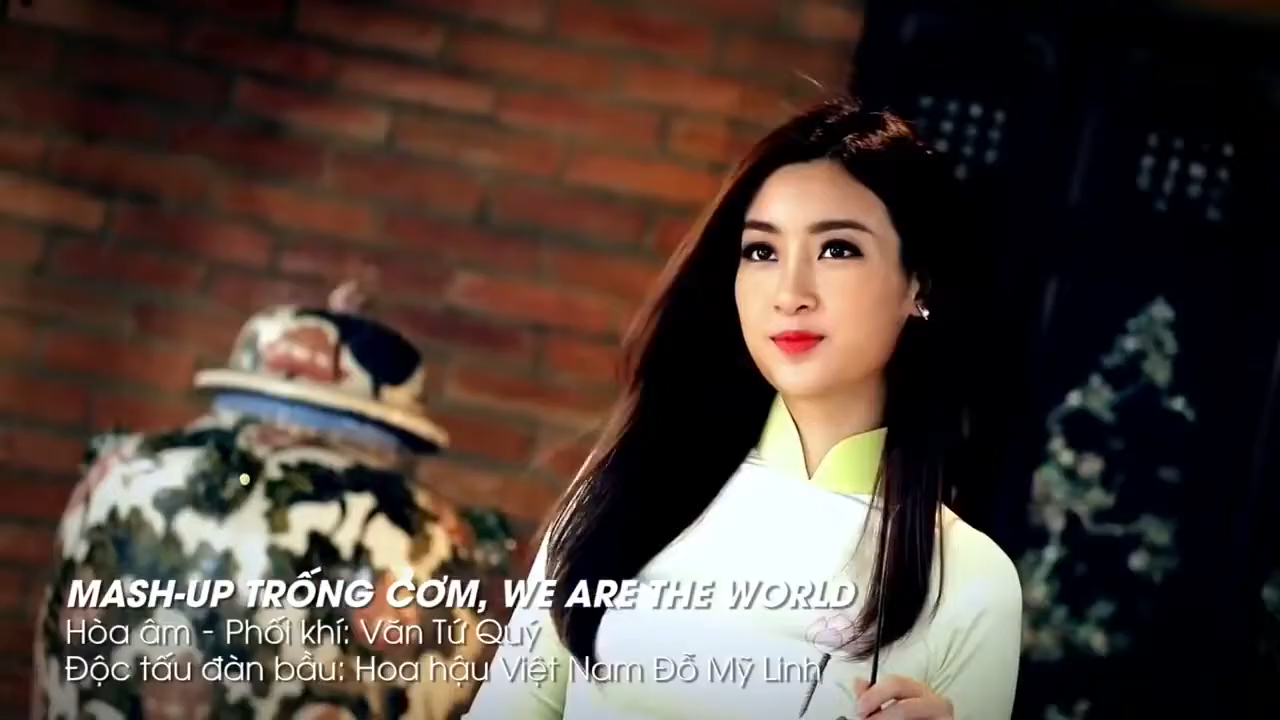 MASH-UP TRỐNG CƠM, WE ARE THE WORLD
Hòa âm - Phối khí: Văn Tứ Quý
Độc tấu đàn bầu: Hoa hậu Việt Nam Đỗ Mỹ Linh